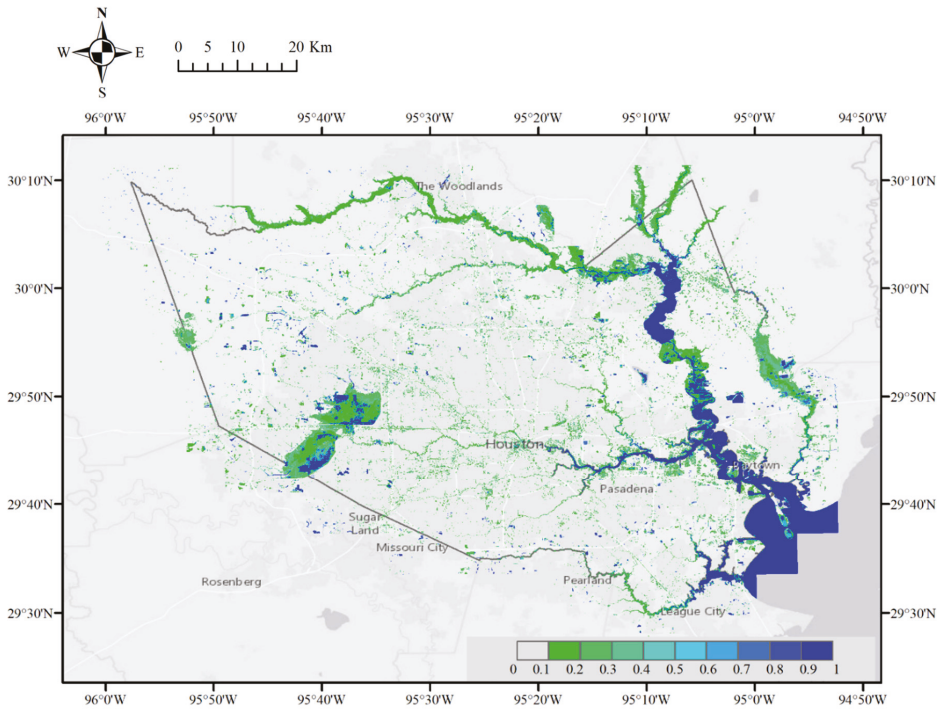 N
W E
S
0 5 10 20 Km
96°0'W 95°50'W 95°40'W 95°30'W 95°20'W 95°10'W 95°0'W 94°50'W
30°10'N 30°10'N
The Woodlands
30°0'N 30°0'N
29°50'N 29°50'N
Houston
Baytown
Pasadena
29°40'N 29°40'N
Sugar
Land
Missouri City
Rosenberg
Pearland
29°30'N 29°30'N
League City
0 0.1 0.2 0.3 0.4 0.5 0.6 0.7 0.8 0.9 1
96°0'W 95°50'W 95°40'W 95°30'W 95°20'W 95°10'W 95°0'W 94°50'W